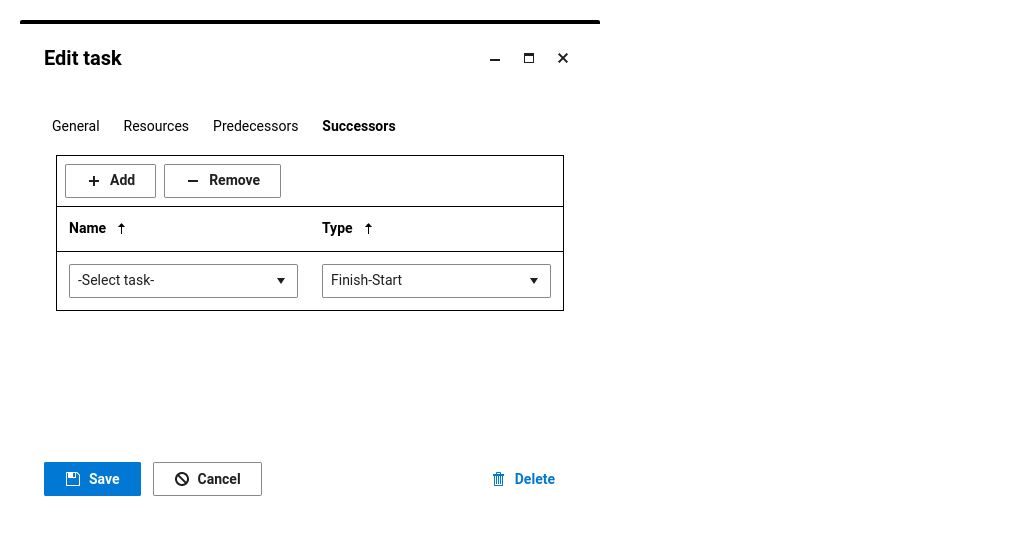 Edit task
General Resources Predecessors Successors
Add Remove
Name Type
-Select task- Finish-Start
Save Cancel Delete